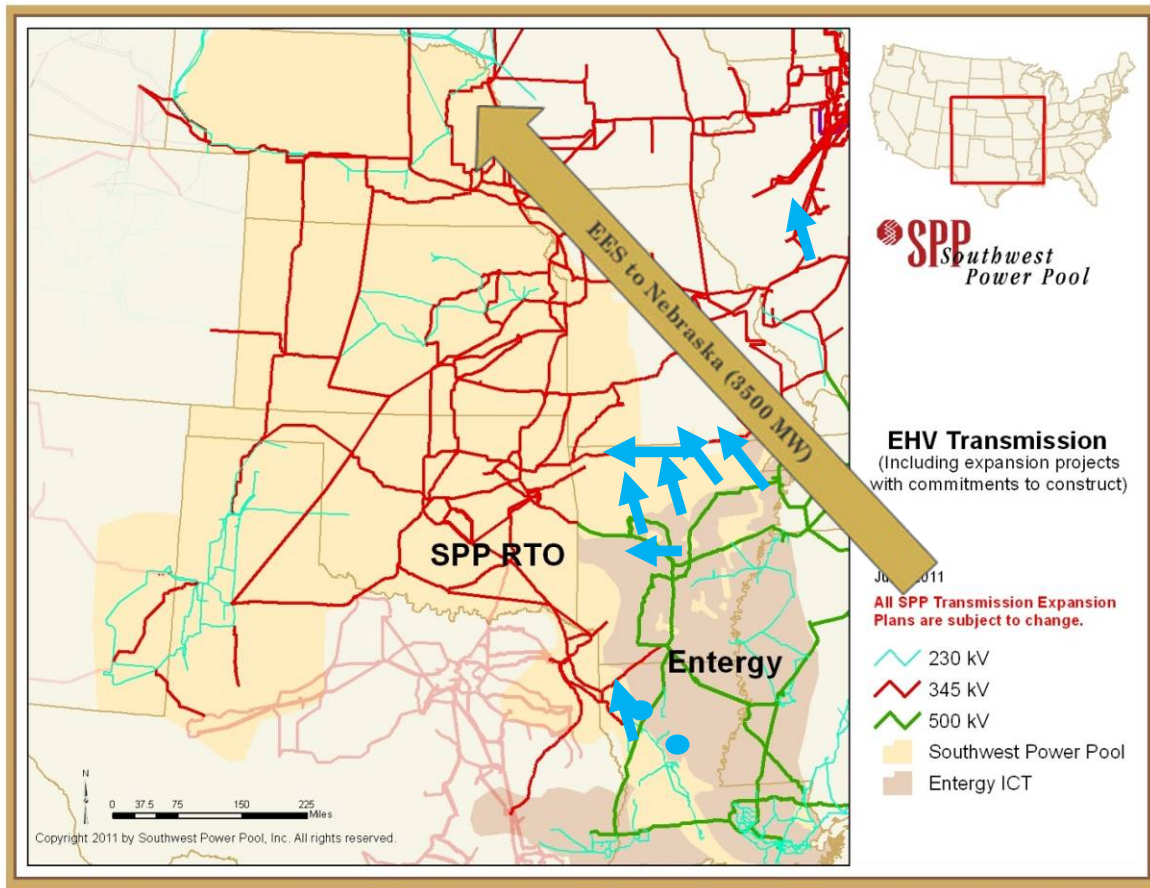 EES to Nebraska (3500 MW)
SPP RTO
Entergy
N
0 37.5 75 150 225
Miles
Copyright 2011 by Southwest Power Pool, Inc. All rights reserved.
SPP
Southwest
Power Pool
EHV Transmission
(Including expansion projects
with commitments to construct)
2011
All SPP Transmission Expansion
Plans are subject to change.
230 kV
345 kV
500 kV
Southwest Power Pool
Entergy ICT